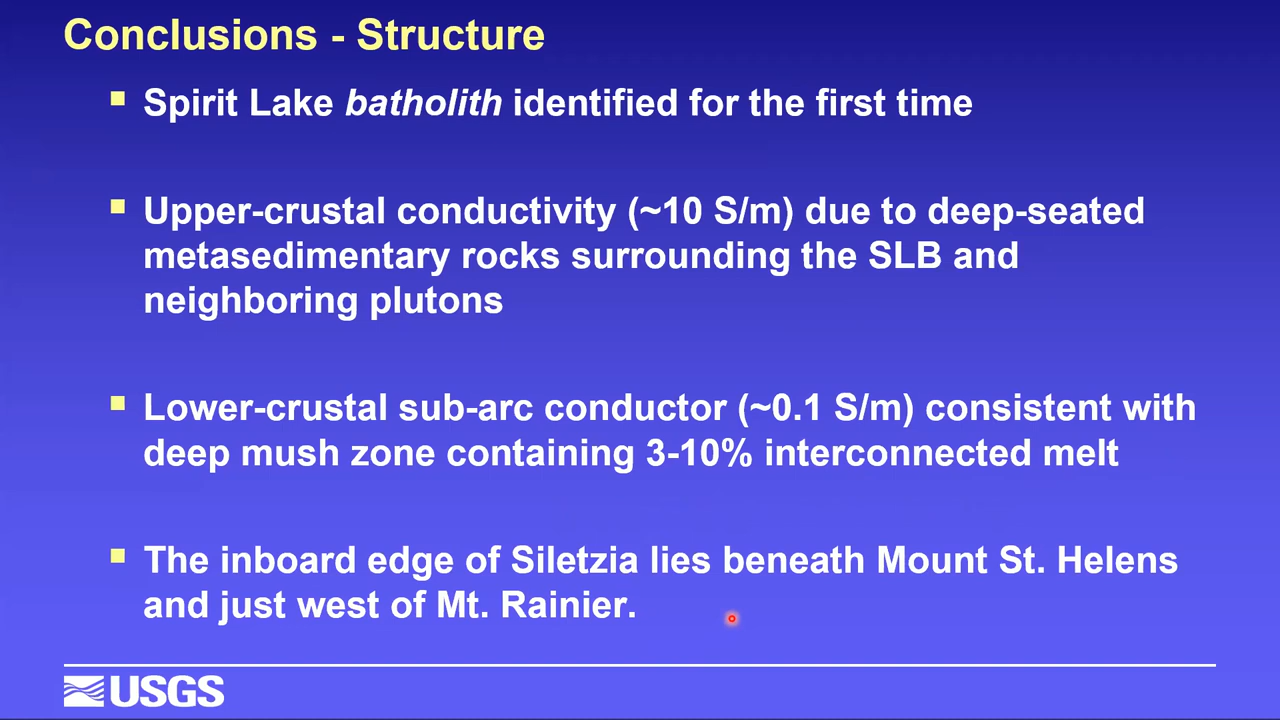 Conclusions - Structure
Spirit Lake batholith identified for the first time
Upper-crustal conductivity (~10 S/m) due to deep-seated
metasedimentary rocks surrounding the SLB and
neighboring plutons
Lower-crustal sub-arc conductor (~0.1 S/m) consistent with
deep mush zone containing 3-10% interconnected melt
The inboard edge of Siletzia lies beneath Mount St. Helens
and just west of Mt. Rainier.
USGS